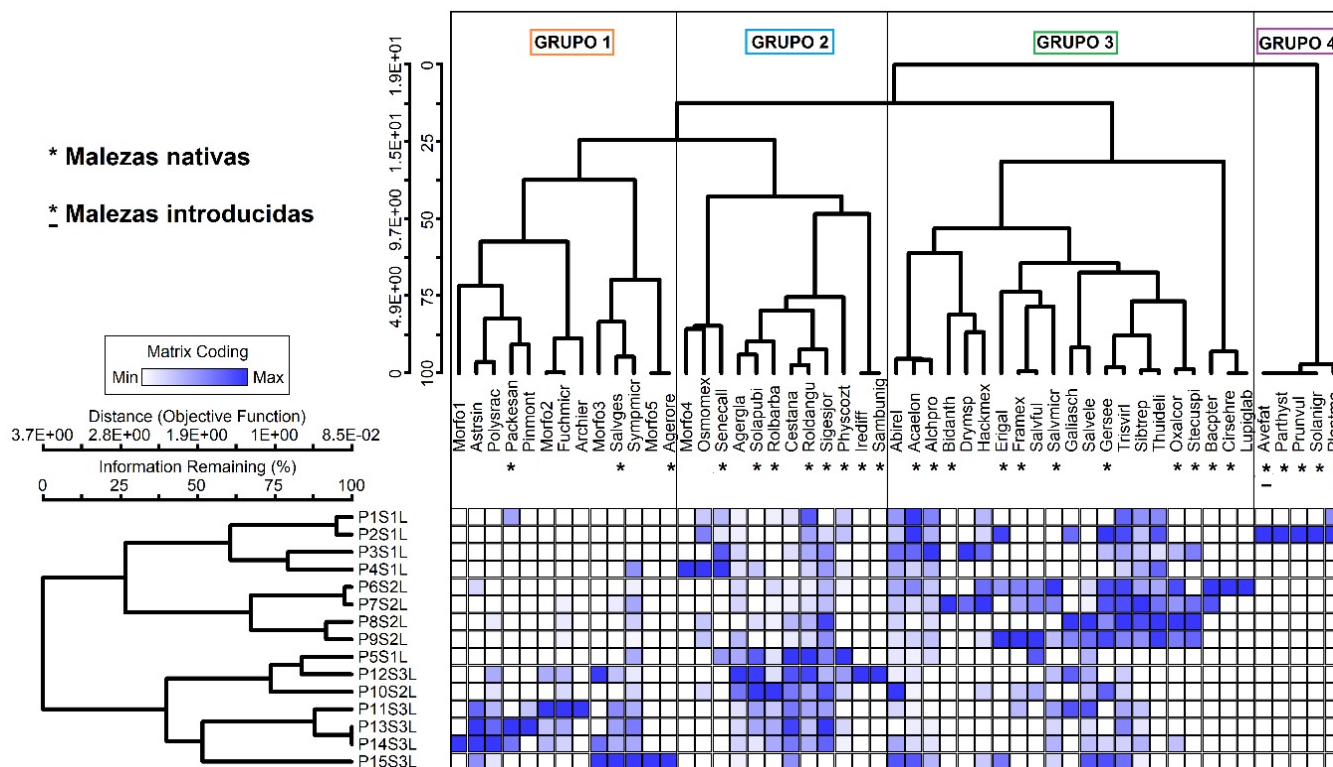 GRUPO 1 GRUPO 2 GRUPO 3 GRUPO 4
1.9E+01 1.5E+01 9.7E+00 4.9E+00 0
0 25 50 75 100
* Malezas nativas
* Malezas introducidas
Matrix Coding
Min Max
Distance (Objective Function)
3.7E+00 2.8E+00 1.9E+00 1E+00 8.5E-02
Information Remaining (%)
0 25 50 75 100
Morfo1
Astrsin
Polysrac
Packesan
Pinmont
Morfo2
Fuchmicr
Archier
Morfo3
Salvges
Sympmicr
Morfo5
Agerore
Morfo4
Osmomex
Senecall
Agergla
Solapubi
Rolbarba
Cestana
Roldangu
Sigesjor
Physcozt
Irediff
Sambunig
Abirel
Acaelon
Alchpro
Bidanth
Drymsp
Hackmex
Erigal
Framex
Salvful
Salvmicr
Galiasch
Salvele
Gersee
Trisvirl
Sibtrep
Thuideli
Oxalicor
Stecuspi
Bacpter
Cirsehre
Lupiglab
Avefat
Parthyst
Prunvul
Solanigr
* * * * * * * * * * * * * * * * * * * * * * * *
P1S1L
P2S1L
P3S1L
P4S1L
P6S2L
P7S2L
P8S2L
P9S2L
P5S1L
P12S3L
P10S2L
P11S3L
P13S3L
P14S3L
P15S3L